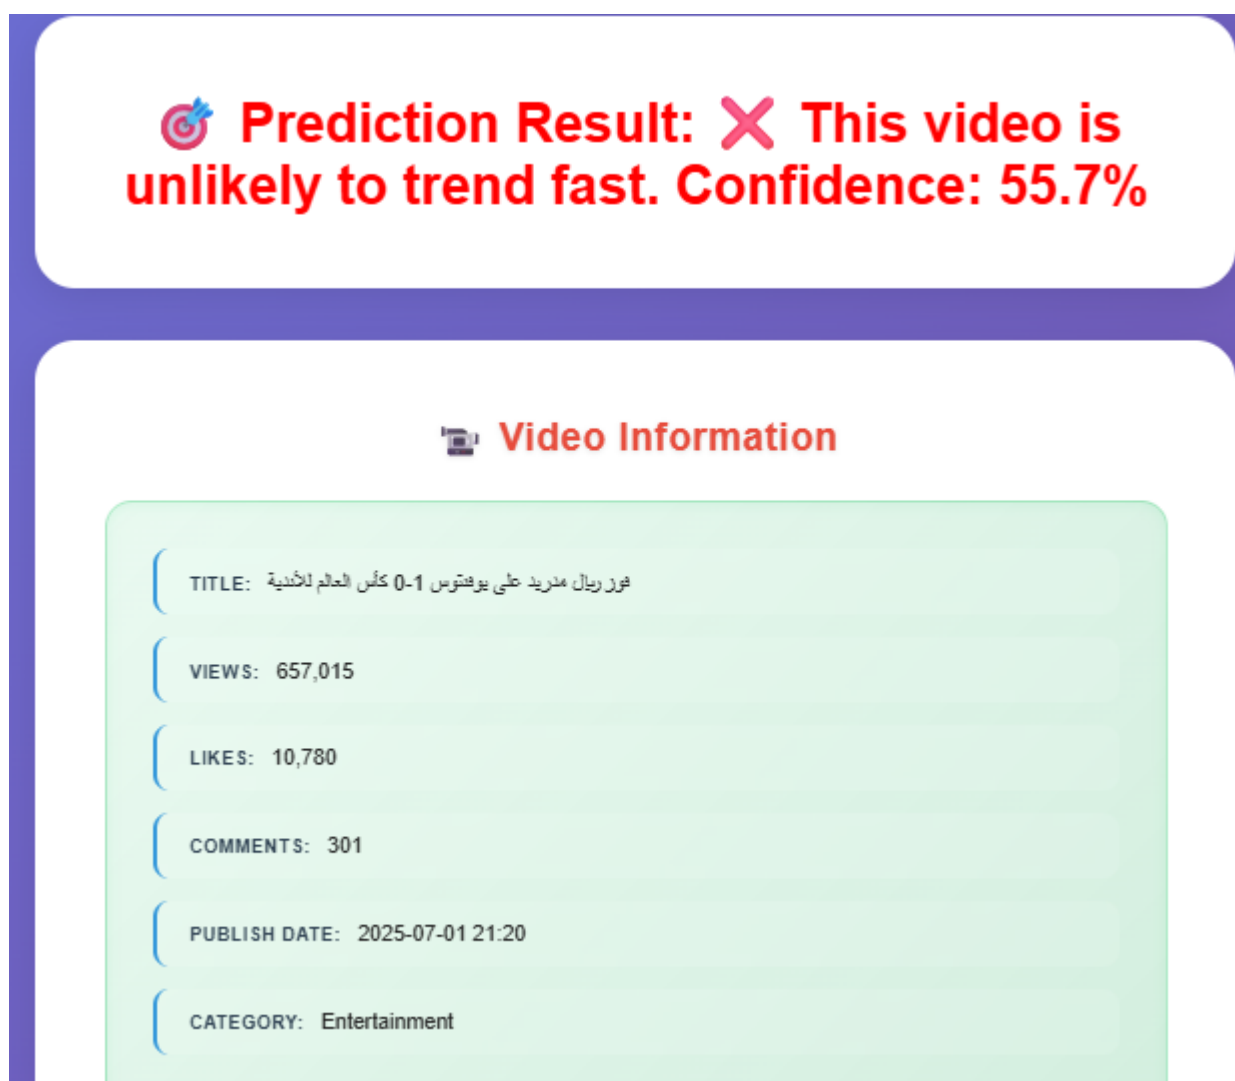 🎯 Prediction Result: ❌ This video is
unlikely to trend fast. Confidence: 55.7%
Video Information
TITLE: فوز ريال مدريد على يوفنتوس 1-0 كأس العالم للأندية
VIEWS: 657,015
LIKES: 10,780
COMMENTS: 301
PUBLISH DATE: 2025-07-01 21:20
CATEGORY: Entertainment